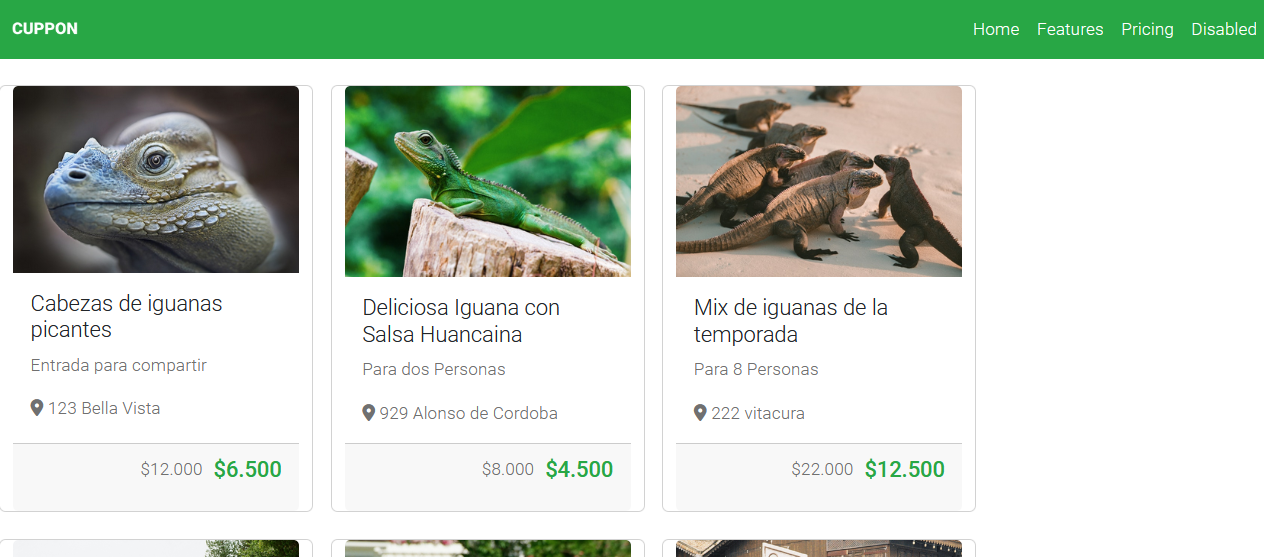 CUPPON
Home Features Pricing Disabled
Cabezas de iguanas
picantes
Entrada para compartir
123 Bella Vista
$12.000 $6.500
Deliciosa Iguana con
Salsa Huancaina
Para dos Personas
929 Alonso de Cordoba
$8.000 $4.500
Mix de iguanas de la
temporada
Para 8 Personas
222 vitacura
$22.000 $12.500